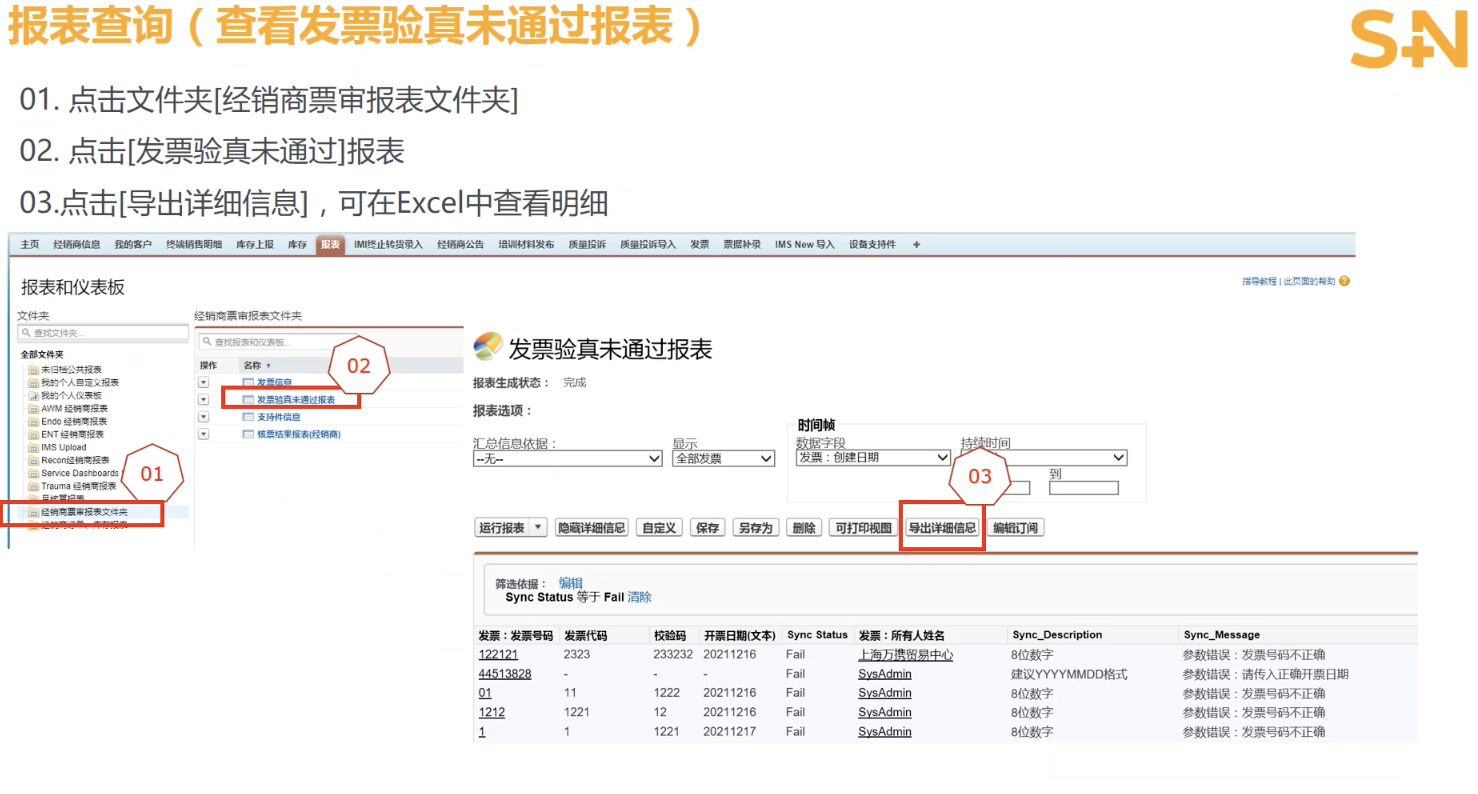 报表查询（查看发票验真未通过报表）
S+N
01. 点击文件夹[经销商票审报表文件夹]
02. 点击[发票验真未通过]报表
03.点击[导出详细信息]，可在Excel中查看明细
主页 经销商信息 我的客户 终端销售明细 库存上报 库存 报表 IMI终止转货录入 经销商公告 培训材料发布 质量投诉 质量投诉导入 发票 票据补录 IMS New 导入 设备支持件 +
报表和仪表板
指导教程 | 此页面的帮助 ?
文件夹
查找文件夹...
全部文件夹
未归档公共报表
我的个人自定义报表
我的个人仪表板
AWM 经销商报表
Endo 经销商报表
ENT 经销商报表
IMS Upload
Recon经销商报表
Service Dashboards
Trauma 经销商报表
经销商票审报表文件夹
01
经销商票审报表文件夹
查找报表和仪表板...
操作 名称 ↑
发票信息
发票验真未通过报表
支持件信息
核票结果报表(经销商)
02
发票验真未通过报表
报表生成状态： 完成
报表选项：
汇总信息依据： 显示
--无-- 全部发票
时间帧
数据字段 持续时间
发票：创建日期
到
03
运行报表 隐藏详细信息 自定义 保存 另存为 删除 可打印视图 导出详细信息 编辑订阅
筛选依据： 编辑
Sync Status 等于 Fail 清除
发票：发票号码 发票代码 校验码 开票日期(文本) Sync Status 发票：所有人姓名 Sync_Description Sync_Message
122121 2323 233232 20211216 Fail 上海万携贸易中心 8位数字 参数错误：发票号码不正确
44513828 - - - Fail SysAdmin 建议YYYYMMDD格式 参数错误：请传入正确开票日期
01 11 1222 20211216 Fail SysAdmin 8位数字 参数错误：发票号码不正确
1212 1221 12 20211216 Fail SysAdmin 8位数字 参数错误：发票号码不正确
1 1 1221 20211217 Fail SysAdmin 8位数字 参数错误：发票号码不正确